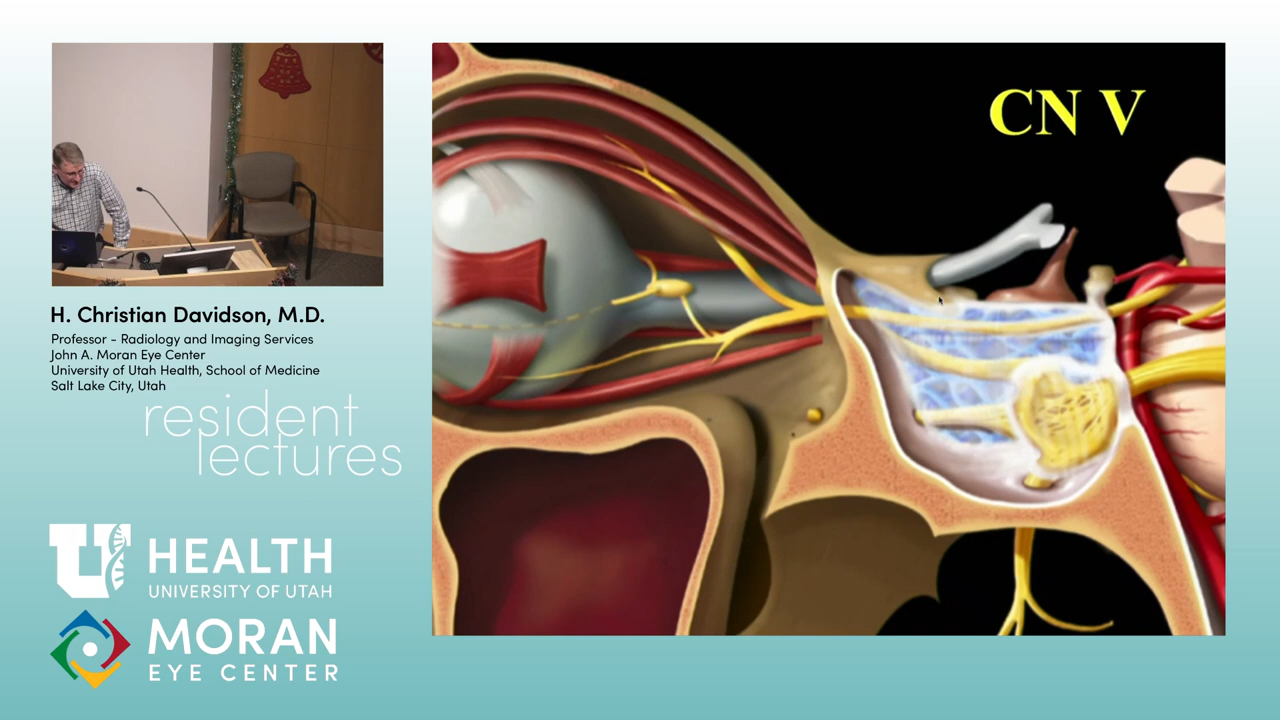 CN V
H. Christian Davidson, M.D.
Professor - Radiology and Imaging Services
John A. Moran Eye Center
University of Utah Health, School of Medicine
Salt Lake City, Utah
resident
lectures
U HEALTH
UNIVERSITY OF UTAH
MORAN
EYE CENTER